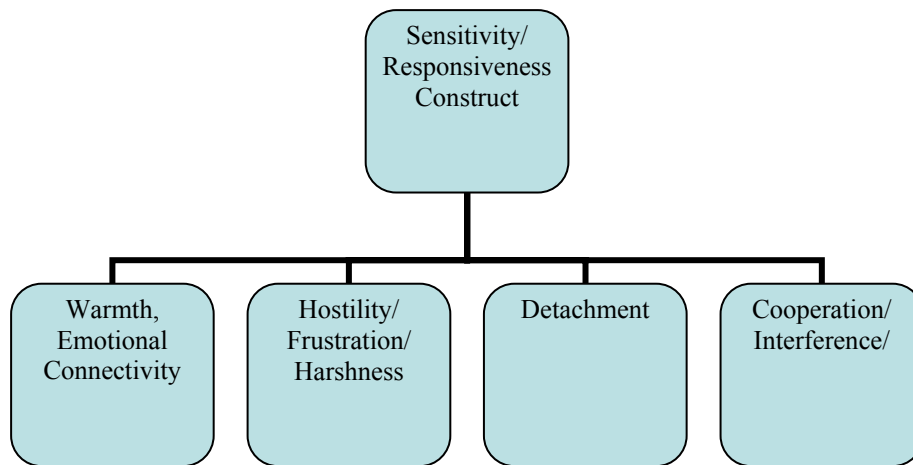 Sensitivity/
Responsiveness
Construct
Warmth,
Emotional
Connectivity
Hostility/
Frustration/
Harshness
Detachment
Cooperation/
Interference/